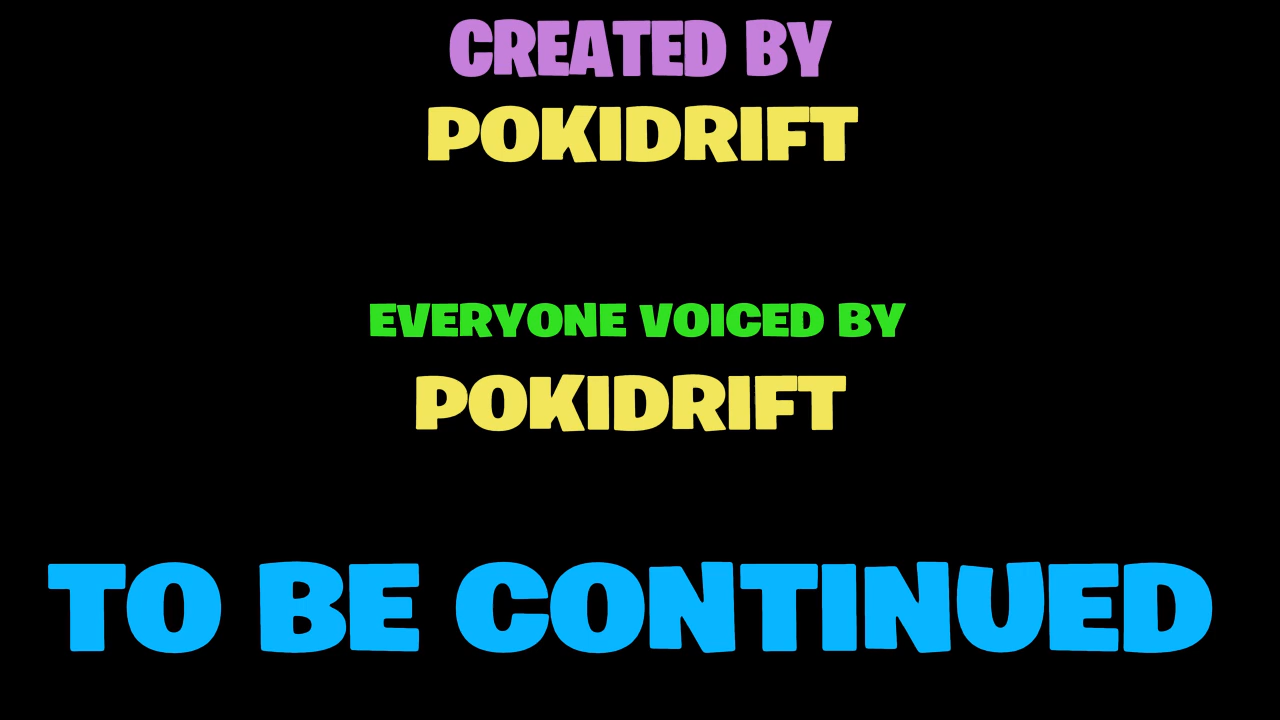 CREATED BY
POKIDRIFT
EVERYONE VOICED BY
POKIDRIFT
TO BE CONTINUED